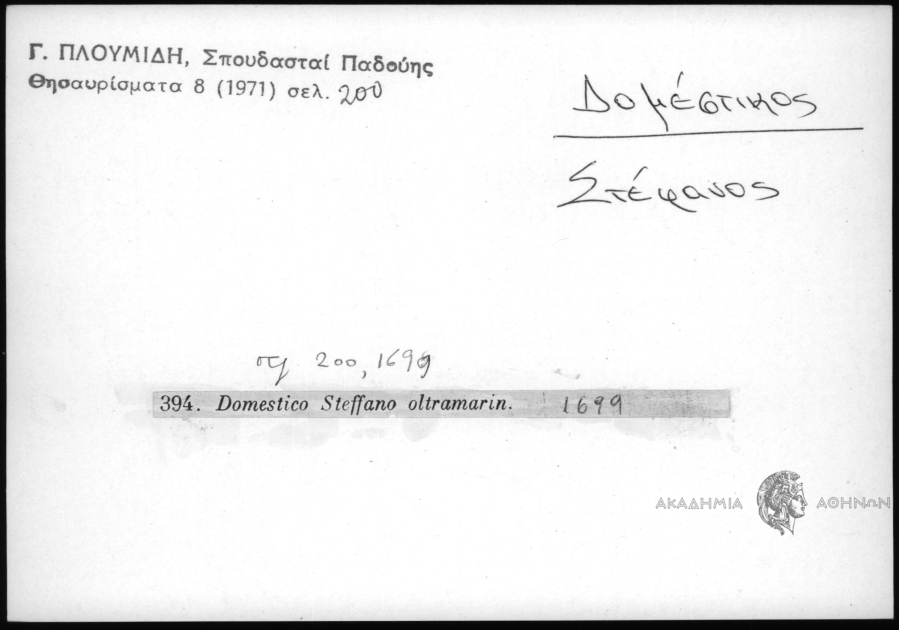 Γ. ΠΛΟΥΜΙΔΗ, Σπουδασταί Παδούης
Θησαυρίσματα 8 (1971) σελ. 200
Δομέστικος
Στέφανος
σ. 200, 1699
394. Domestico Steffano oltramarin. 1699
ΑΚΑΔΗΜΙΑ ΑΘΗΝΩΝ